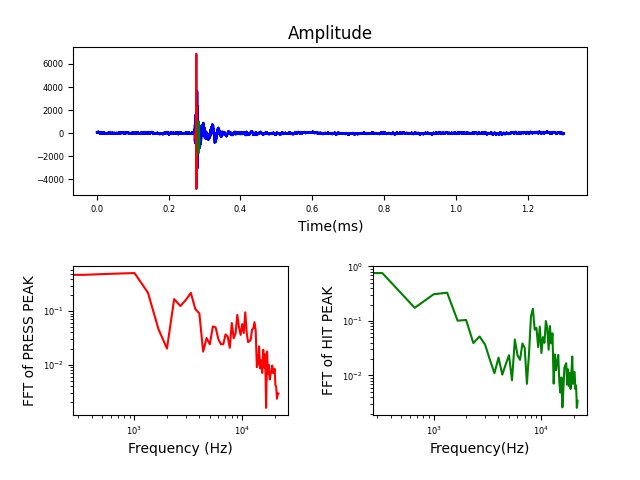 Amplitude
6000
4000
2000
0
−2000
−4000
0.0 0.2 0.4 0.6 0.8 1.0 1.2
Time(ms)
FFT of PRESS PEAK
10⁻¹
10⁻²
10³ 10⁴
Frequency (Hz)
FFT of HIT PEAK
10⁰
10⁻¹
10⁻²
10³ 10⁴
Frequency(Hz)